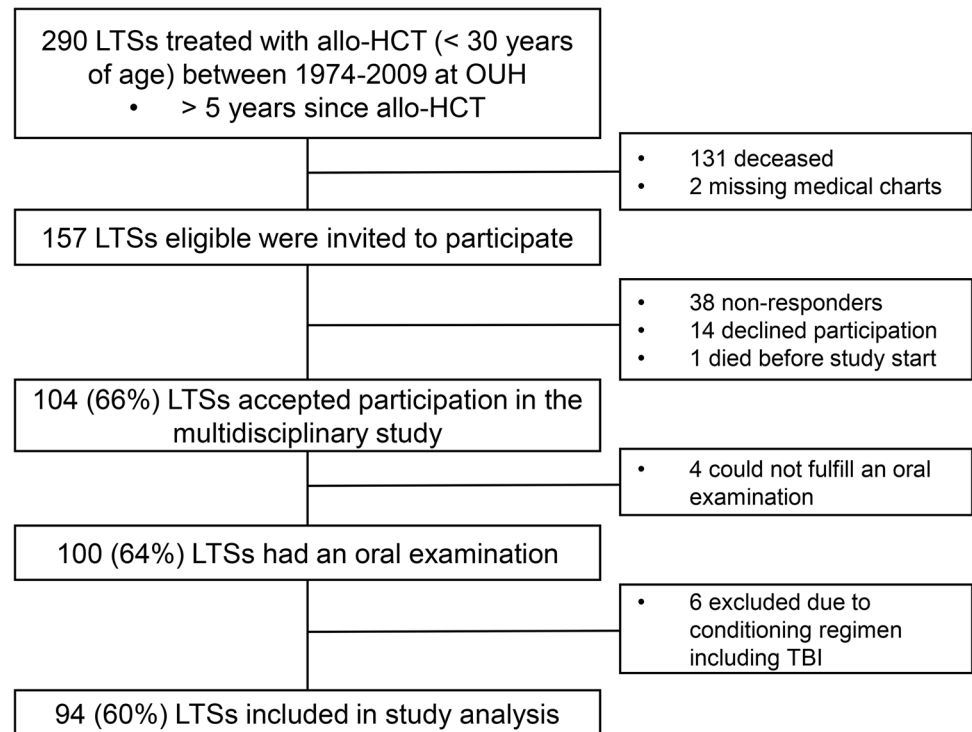 290 LTSs treated with allo-HCT (< 30 years
of age) between 1974-2009 at OUH
• > 5 years since allo-HCT
• 131 deceased
• 2 missing medical charts
157 LTSs eligible were invited to participate
• 38 non-responders
• 14 declined participation
• 1 died before study start
104 (66%) LTSs accepted participation in the
multidisciplinary study
• 4 could not fulfill an oral
examination
100 (64%) LTSs had an oral examination
• 6 excluded due to
conditioning regimen
including TBI
94 (60%) LTSs included in study analysis